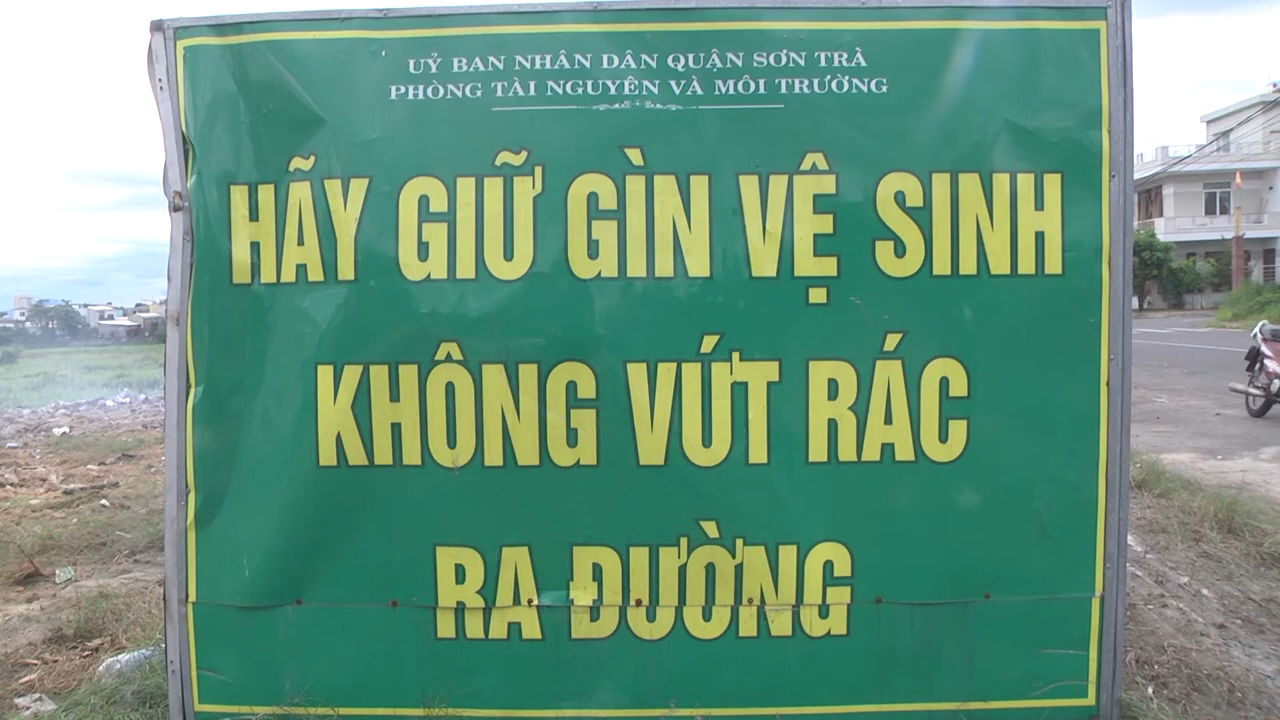 UỶ BAN NHÂN DÂN QUẬN SƠN TRÀ
PHÒNG TÀI NGUYÊN VÀ MÔI TRƯỜNG
HÃY GIỮ GÌN VỆ SINH
KHÔNG VỨT RÁC
RA ĐƯỜNG